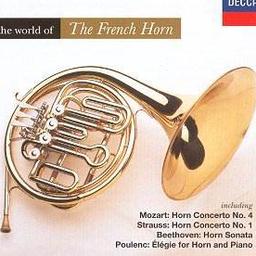 DECCA
the world of The French Horn
including
Mozart: Horn Concerto No. 4
Strauss: Horn Concerto No. 1
Beethoven: Horn Sonata
Poulenc: Élégie for Horn and Piano